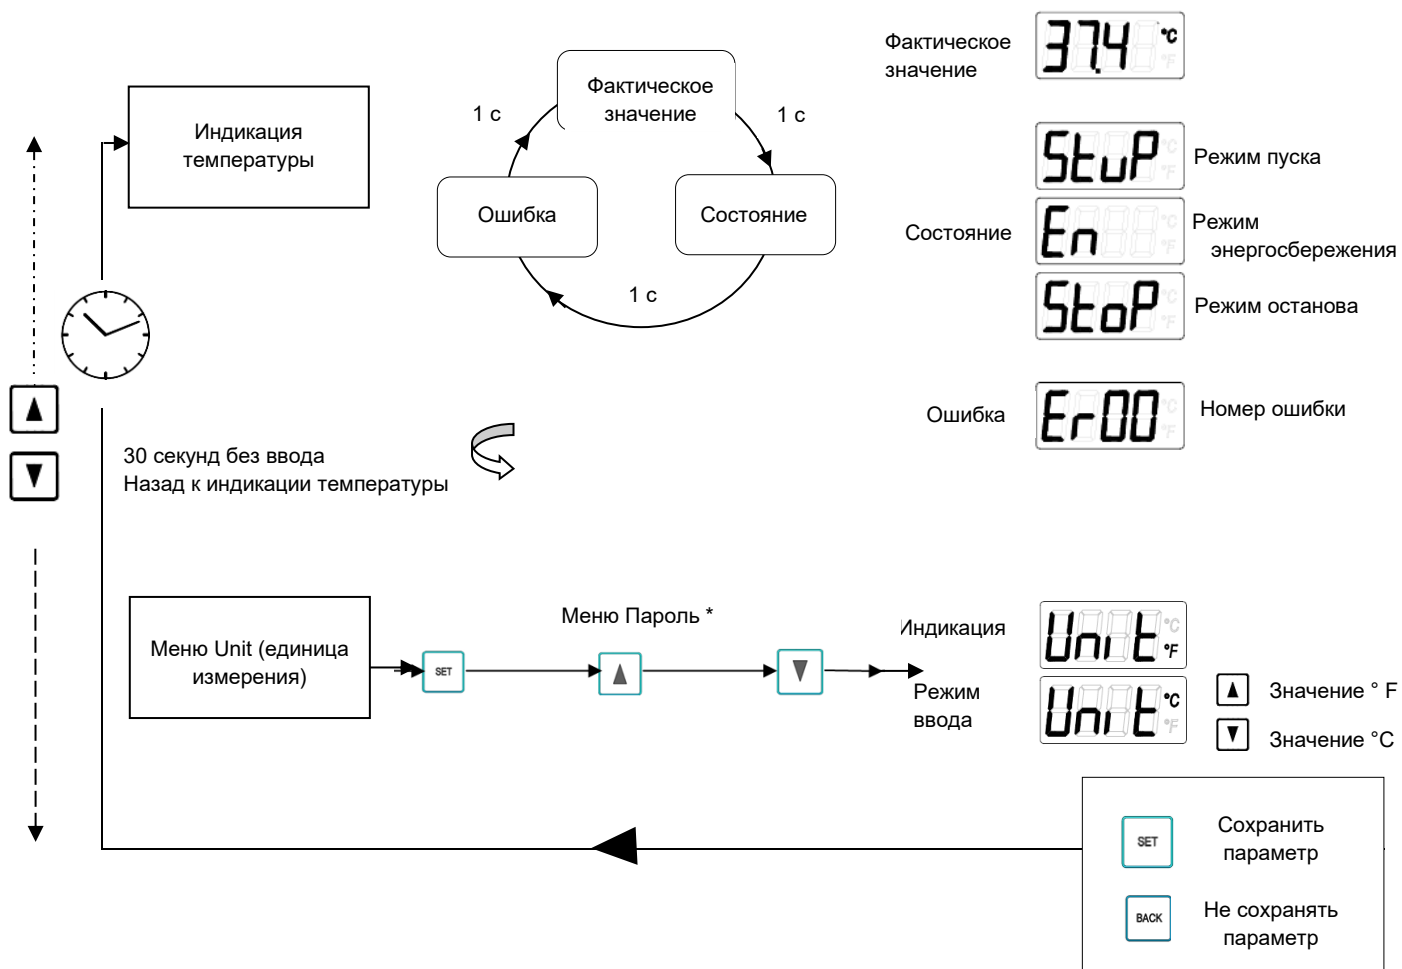 Фактическое
значение
37.4 °C
°F
Индикация
температуры
Фактическое
значение
1 с
1 с
Ошибка
Состояние
1 с
Состояние
StuP °C °F
Режим пуска
En °C °F
Режим
энергосбережения
StoP °C °F
Режим останова
Ошибка
Er00 °C °F
Номер ошибки
30 секунд без ввода
Назад к индикации температуры
Меню Unit (единица
измерения)
SET
Меню Пароль *
Индикация
Режим
ввода
Unit °C °F
Unit °C °F
Значение ° F
Значение °C
SET
Сохранить
параметр
BACK
Не сохранять
параметр